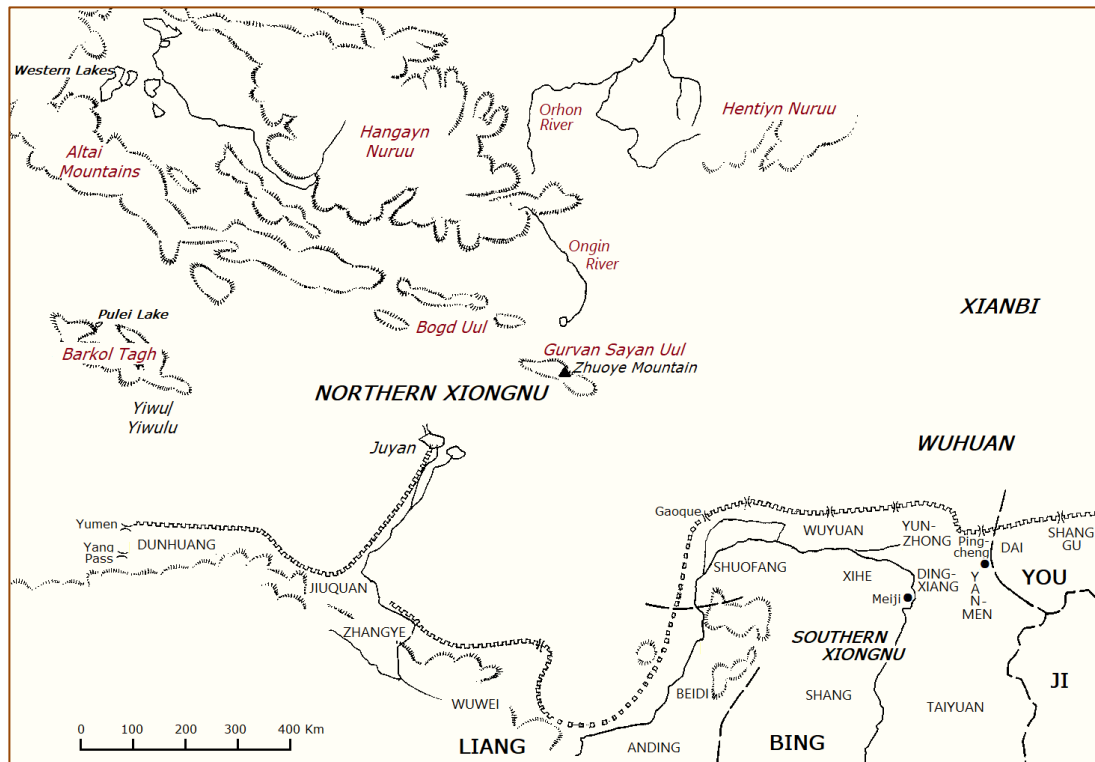 Western Lakes
Altai
Mountains
Hangayn
Nuruu
Orhon
River
Hentiyn Nuruu
Ongin
River
XIANBI
Pulei Lake
Barkol Tagh
Bogd Uul
Gurvan Sayan Uul
Zhuoye Mountain
NORTHERN XIONGNU
Yiwu/
Yiwulu
Juyan
WUHUAN
Yumen
Yang
Pass
DUNHUANG
JIUQUAN
ZHANGYE
WUWEI
LIANG
Gaoque
WUYUAN
YUN-
ZHONG
Ping
cheng
DAI
SHANG
GU
SHUOFANG
XIHE
DING-
XIANG
Meiji
Y
A
N-
MEN
YOU
SOUTHERN
XIONGNU
BEIDI
SHANG
TAIYUAN
JI
ANDING
BING
0 100 200 300 400 Km